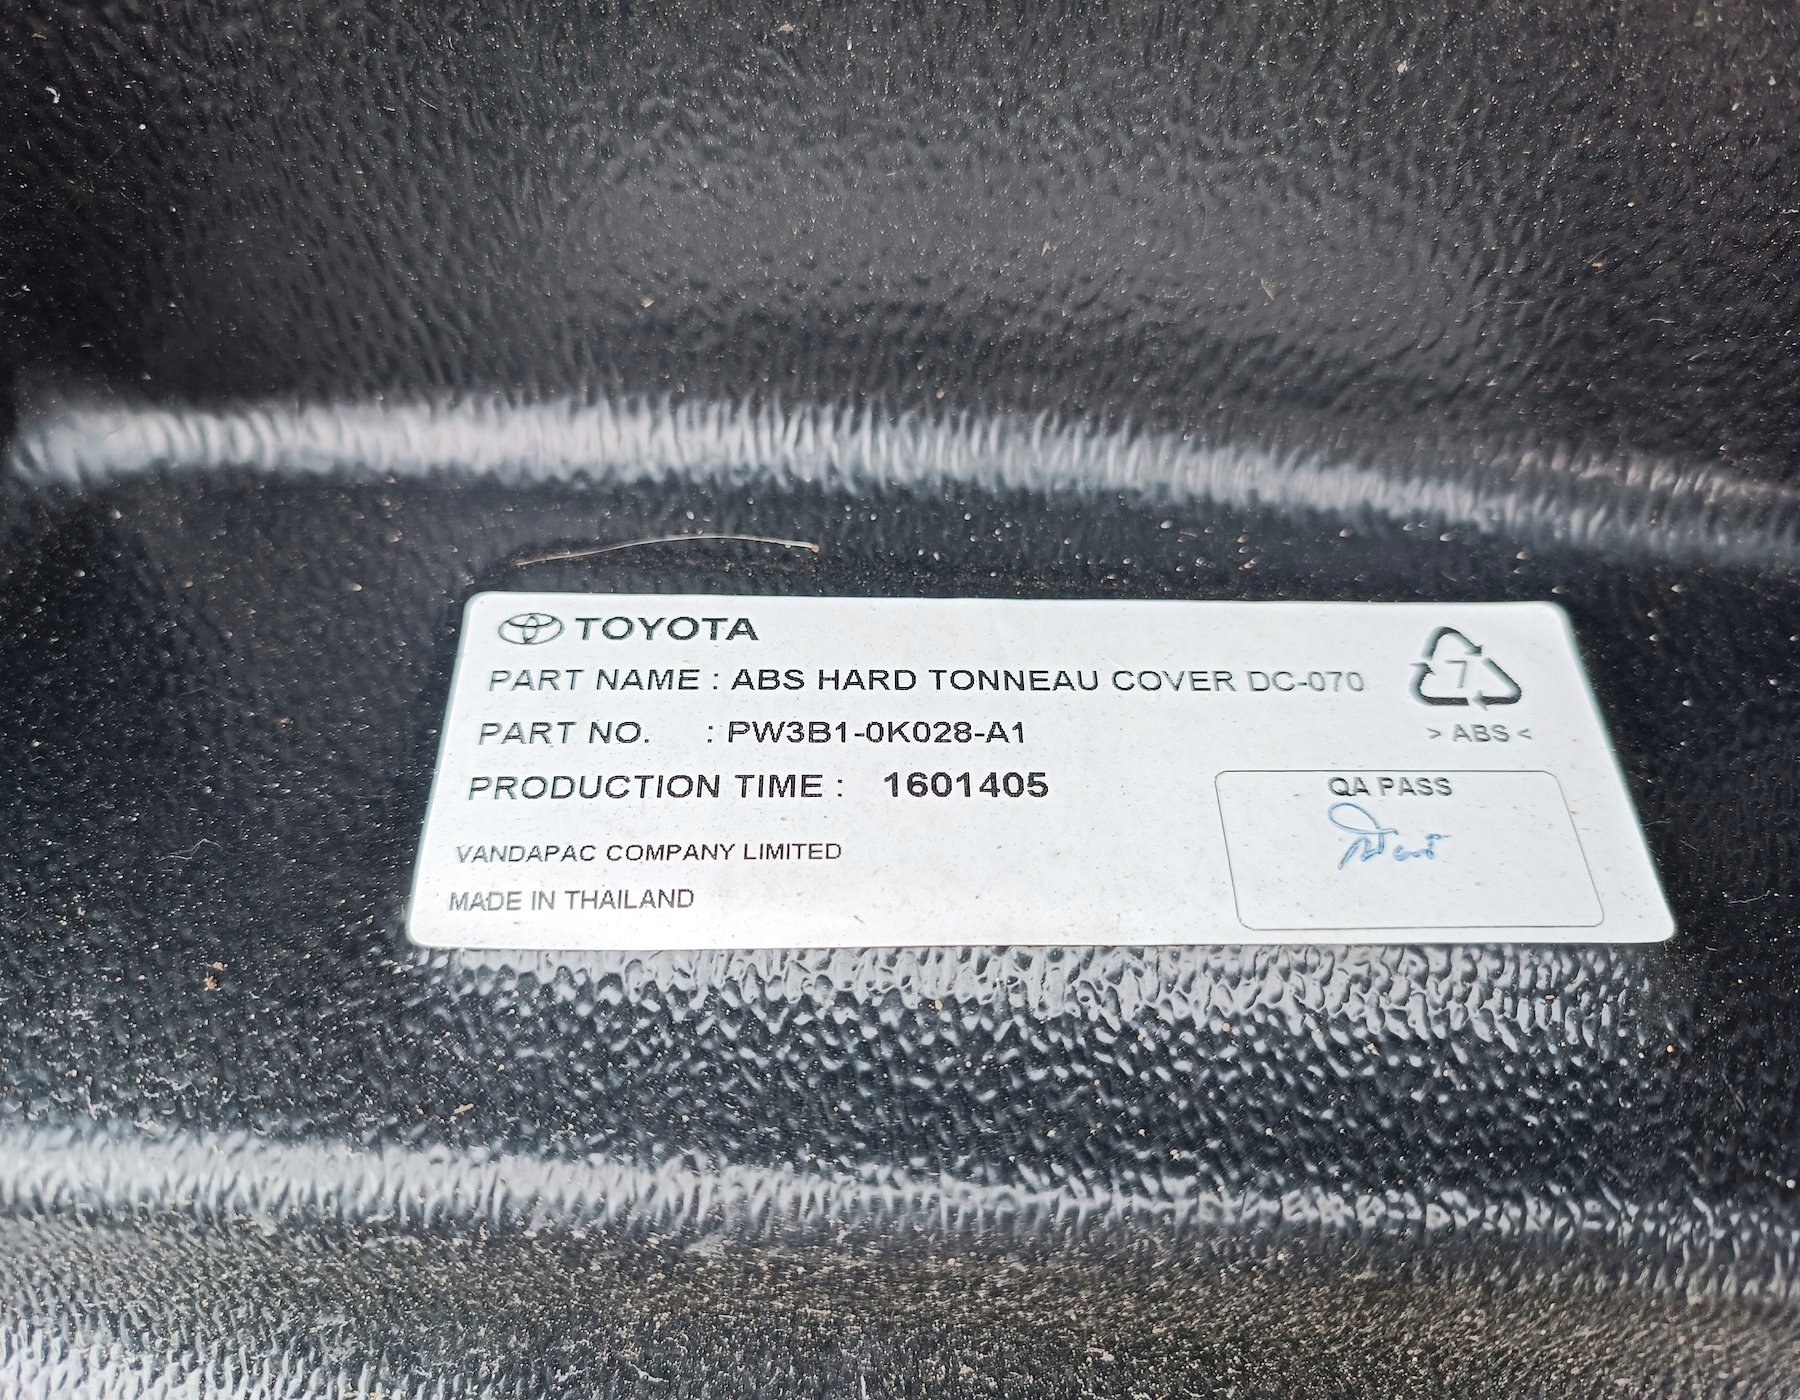 TOYOTA
PART NAME : ABS HARD TONNEAU COVER DC-070
PART NO. : PW3B1-0K028-A1
PRODUCTION TIME : 1601405
VANDAPAC COMPANY LIMITED
MADE IN THAILAND
7
> ABS <
QA PASS